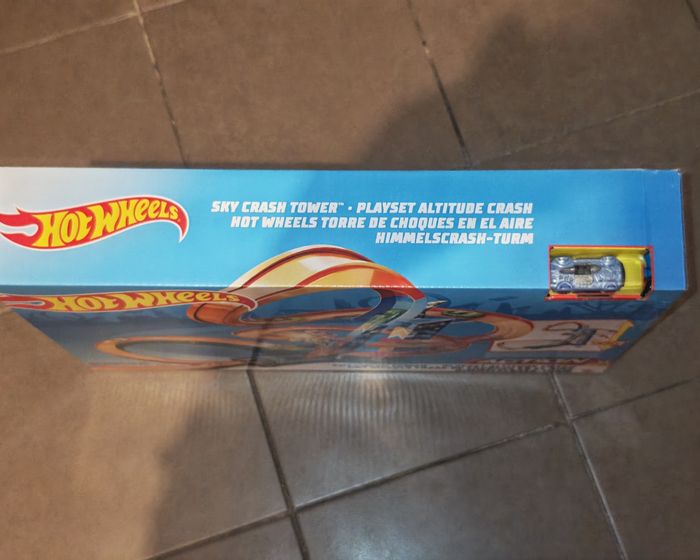 HOT WHEELS
SKY CRASH TOWER™ • PLAYSET ALTITUDE CRASH
HOT WHEELS TORRE DE CHOQUES EN EL AIRE
HIMMELSCRASH-TURM
HOT WHEELS